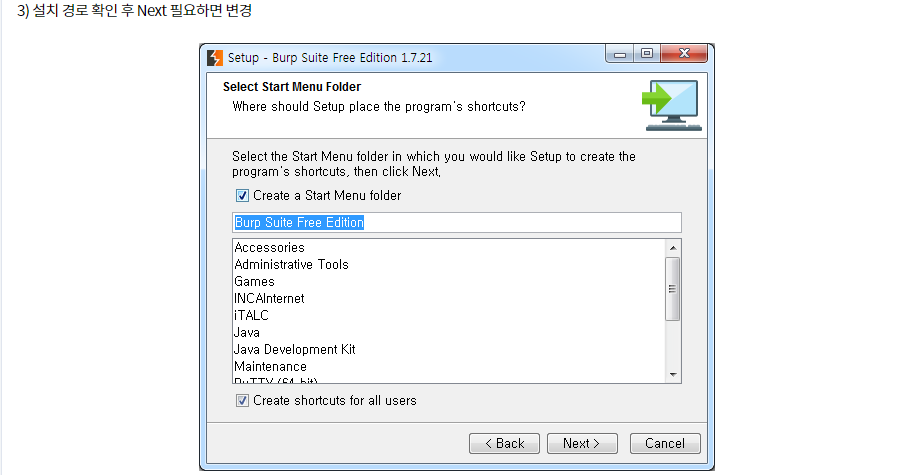 3) 설치 경로 확인 후 Next 필요하면 변경
Setup - Burp Suite Free Edition 1.7.21
Select Start Menu Folder
Where should Setup place the program's shortcuts?
Select the Start Menu folder in which you would like Setup to create the
program's shortcuts, then click Next.
Create a Start Menu folder
Burp Suite Free Edition
Accessories
Administrative Tools
Games
INCAInternet
iTALC
Java
Java Development Kit
Maintenance
PuTTY (64-bit)
Create shortcuts for all users
< Back
Next >
Cancel